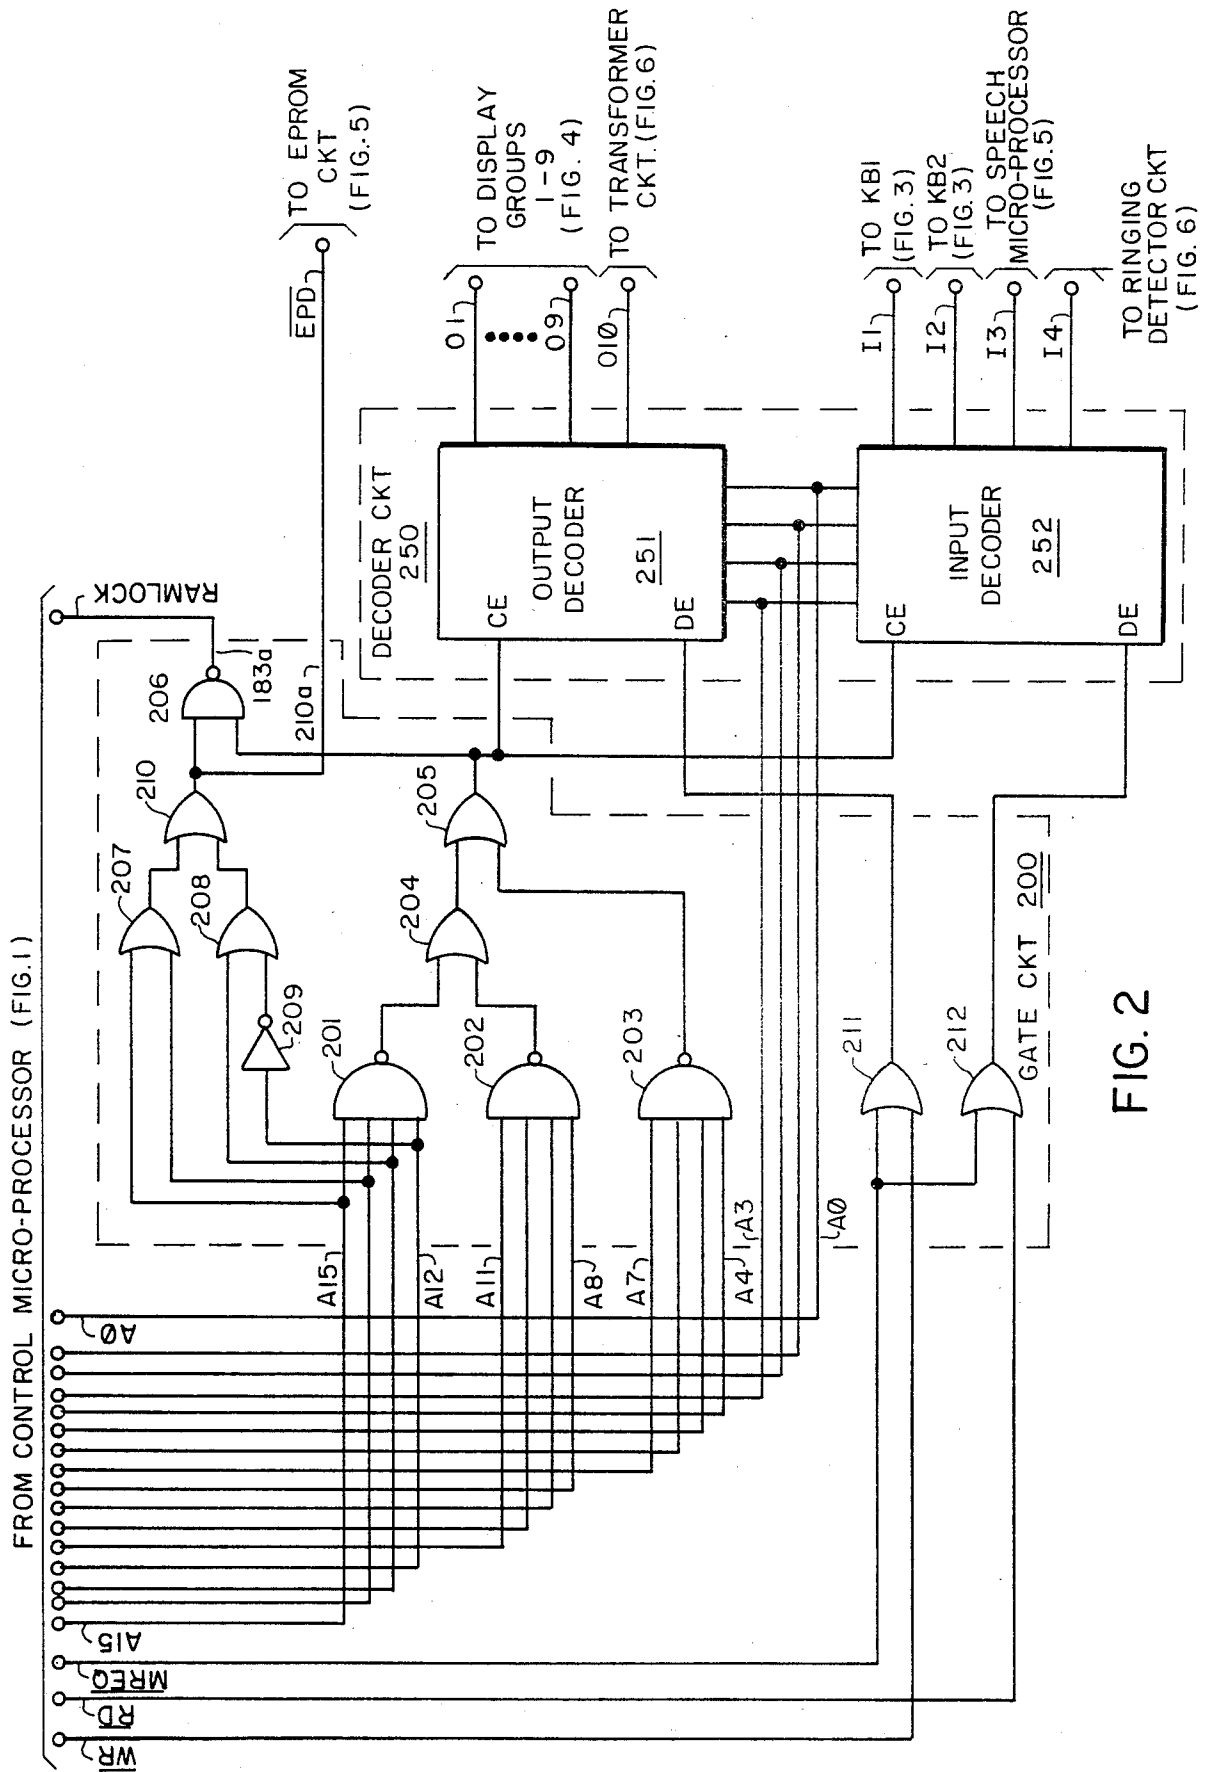 FROM CONTROL MICRO-PROCESSOR (FIG.1)
WR
RD
MREQ
A15
A0
RAMLOCK
TO EPROM
CKT
(FIG.5)
EPD
210a
183a
206
210
207
208
209
201
202
203
204
205
211
212
A15
A12
A11
A8
A7
A4
A3
A0
GATE CKT 200
DECODER CKT
250
OUTPUT
DECODER
251
CE
DE
INPUT
DECODER
252
CE
DE
O1
O9
O10
TO DISPLAY
GROUPS
1-9
(FIG. 4)
TO TRANSFORMER
CKT. (FIG. 6)
I1
I2
I3
I4
TO KB1
(FIG. 3)
TO KB2
(FIG. 3)
TO SPEECH
MICRO-PROCESSOR
(FIG. 5)
TO RINGING
DETECTOR CKT
(FIG. 6)
FIG. 2